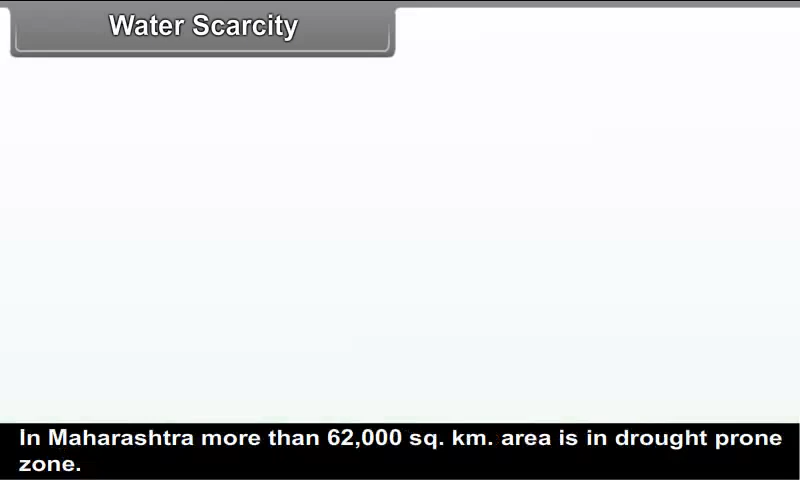 Water Scarcity
In Maharashtra more than 62,000 sq. km. area is in drought prone
zone.